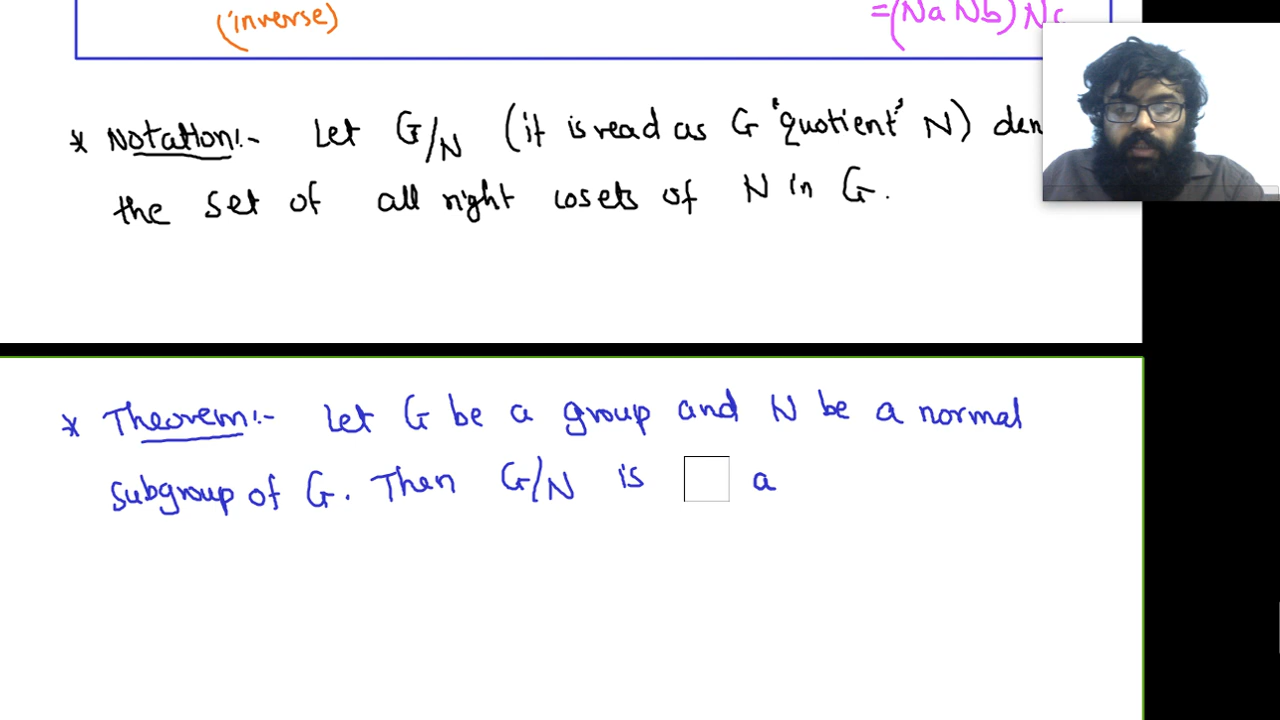 (inverse)
=(Na Nb) Nc
* Notation:- Let G/N (it is read as G 'quotient' N) den
the set of all right cosets of N in G.
* Theorem:- Let G be a group and N be a normal
subgroup of G. Then G/N is a